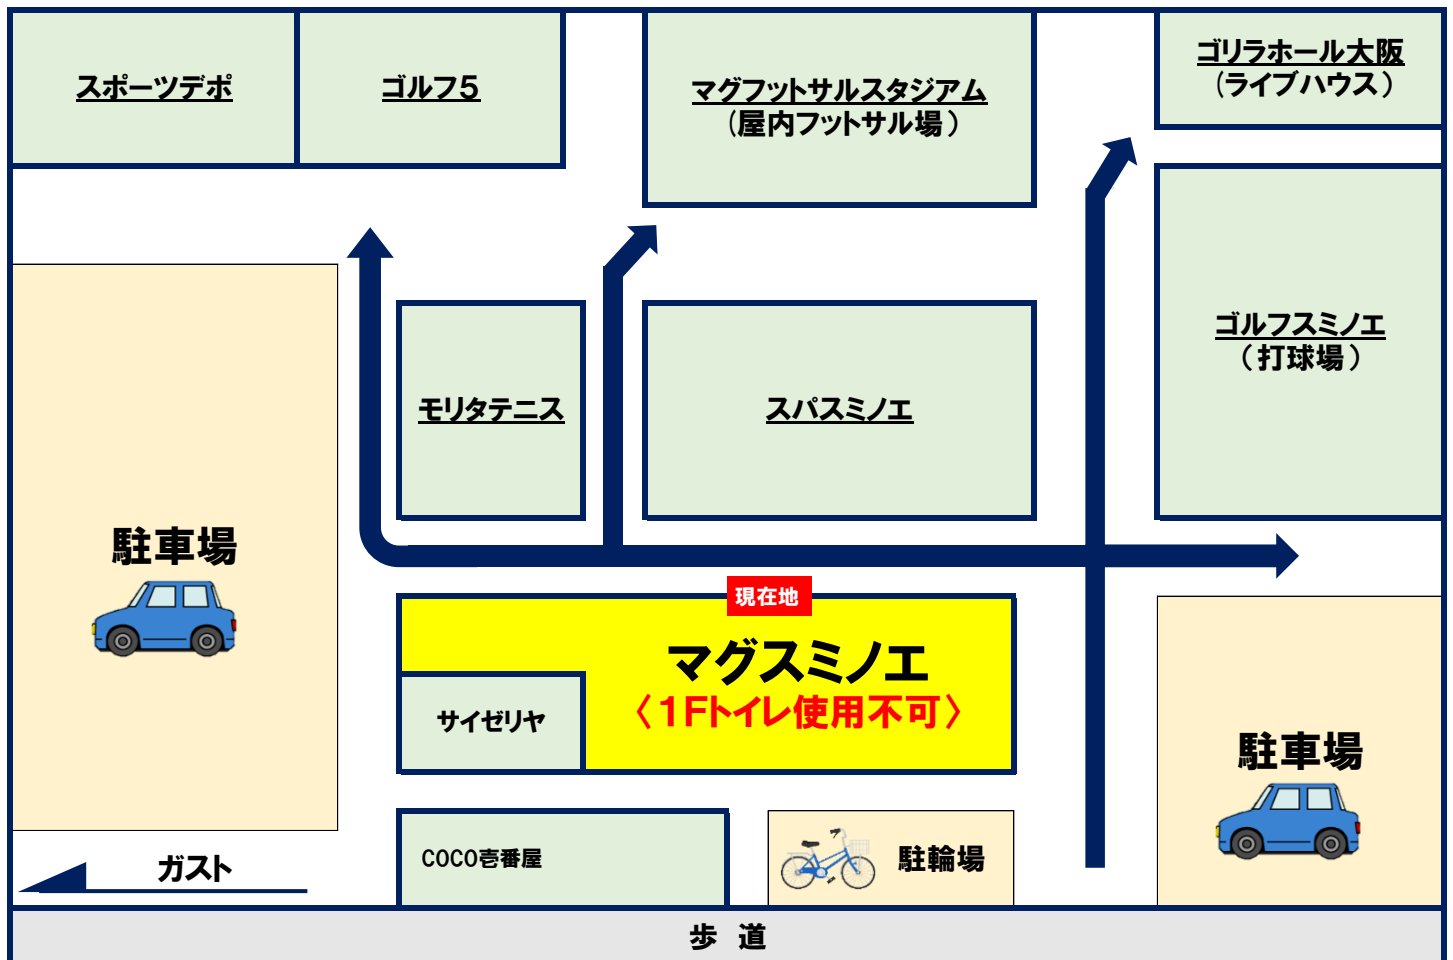 スポーツデポ
ゴルフ5
マグフットサルスタジアム
(屋内フットサル場)
ゴリラホール大阪
(ライブハウス)
ゴルフスミノエ
(打球場)
モリタテニス
スパスミノエ
駐車場
現在地
マグスミノエ
〈1Fトイレ使用不可〉
サイゼリヤ
駐車場
COCO壱番屋
駐輪場
ガスト
歩 道